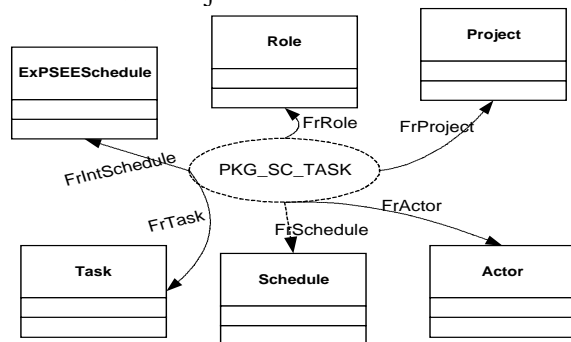 Role
Project
ExPSEESchedule
FrRole
FrProject
FrIntSchedule
PKG_SC_TASK
FrTask
FrSchedule
FrActor
Task
Schedule
Actor